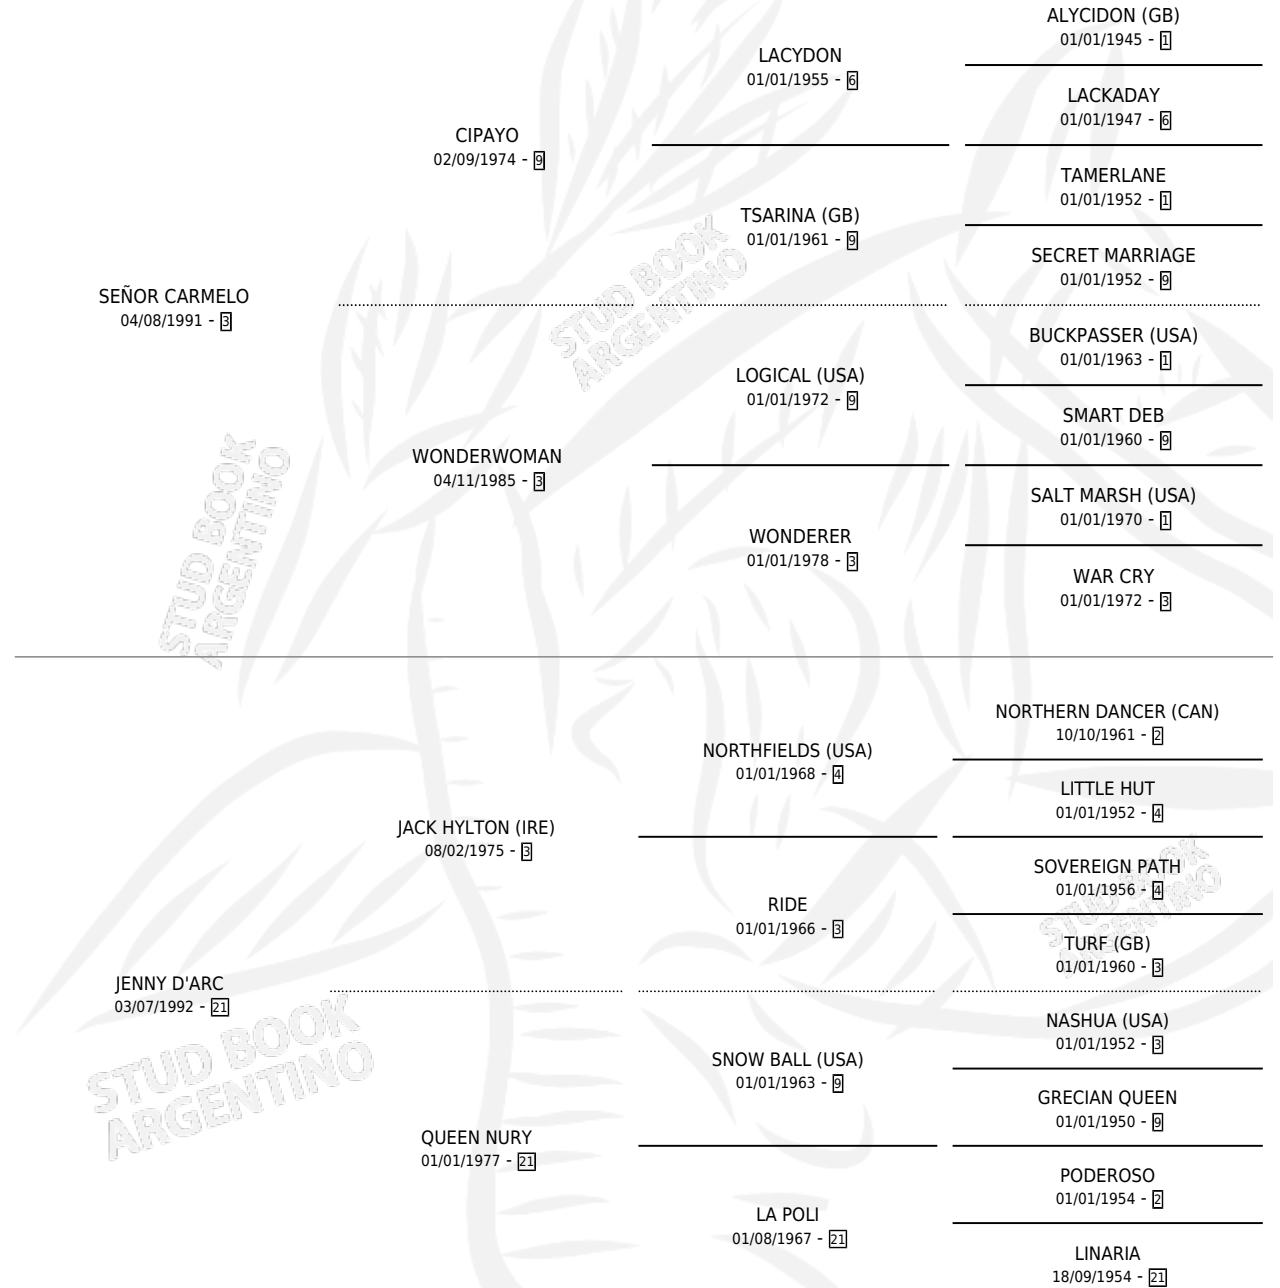 ALYCIDON (GB)
01/01/1945 - 1
LACYDON
01/01/1955 - 6
LACKADAY
01/01/1947 - 6
CIPAYO
02/09/1974 - 9
TAMERLANE
01/01/1952 - 1
TSARINA (GB)
01/01/1961 - 9
SECRET MARRIAGE
01/01/1952 - 9
SEÑOR CARMELO
04/08/1991 - 3
STUD BOOK
ARGENTINO
BUCKPASSER (USA)
01/01/1963 - 1
LOGICAL (USA)
01/01/1972 - 9
SMART DEB
01/01/1960 - 9
WONDERWOMAN
04/11/1985 - 3
SALT MARSH (USA)
01/01/1970 - 1
WONDERER
01/01/1978 - 3
WAR CRY
01/01/1972 - 3
STUD BOOK
ARGENTINO
NORTHERN DANCER (CAN)
10/10/1961 - 2
NORTHFIELDS (USA)
01/01/1968 - 4
LITTLE HUT
01/01/1952 - 4
JACK HYLTON (IRE)
08/02/1975 - 3
SOVEREIGN PATH
01/01/1956 - 4
RIDE
01/01/1966 - 3
TURF (GB)
01/01/1960 - 3
STUD BOOK
ARGENTINO
JENNY D'ARC
03/07/1992 - 21
NASHUA (USA)
01/01/1952 - 3
SNOW BALL (USA)
01/01/1963 - 9
GRECIAN QUEEN
01/01/1950 - 9
STUD BOOK
ARGENTINO
QUEEN NURY
01/01/1977 - 21
PODEROSO
01/01/1954 - 2
LA POLI
01/08/1967 - 21
LINARIA
18/09/1954 - 21